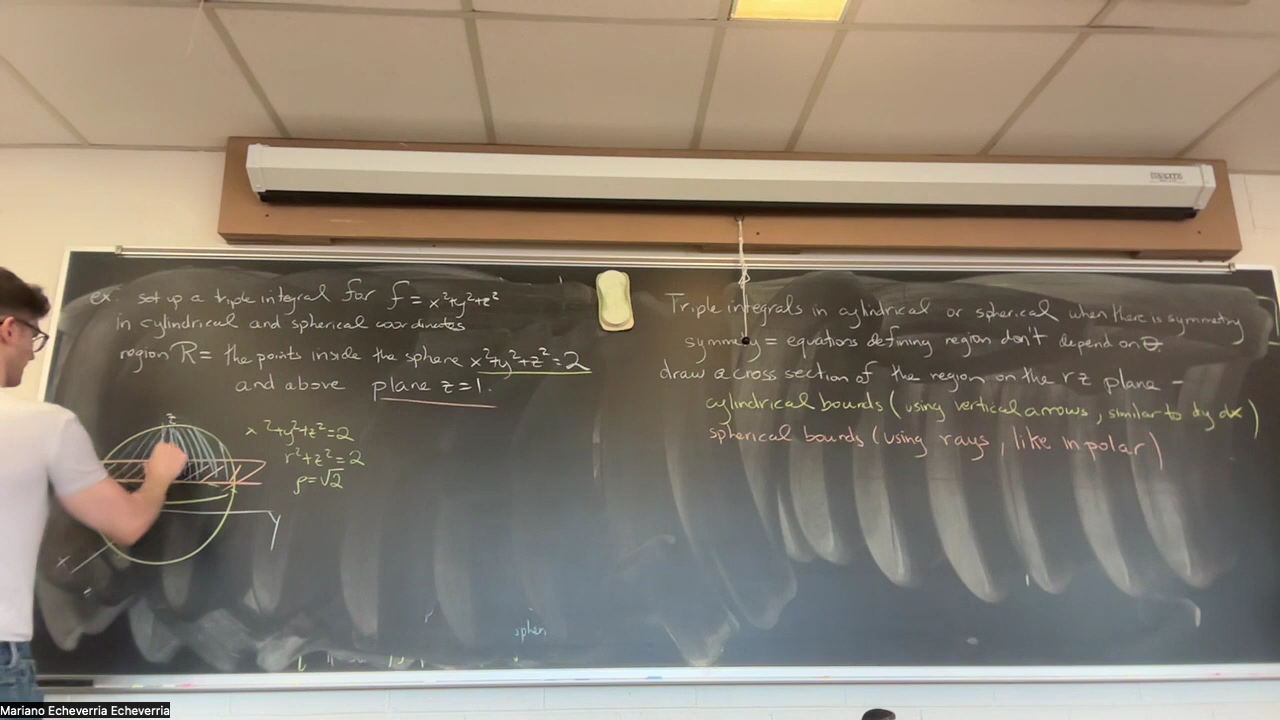 ex: set up a triple integral for f = x²+y²+z²
in cylindrical and spherical coordinates
region R = the points inside the sphere x²+y²+z²=2
and above plane z=1.
z
x²+y²+z²=2
r²+z²=2
ρ=√2
y
x
Triple integrals in cylindrical or spherical when there is symmetry
symmetry = equations defining region don't depend on θ.
draw a cross section of the region on the rz plane -
cylindrical bounds (using vertical arrows, similar to dy dx)
spherical bounds (using rays, like in polar)
Mariano Echeverria Echeverria